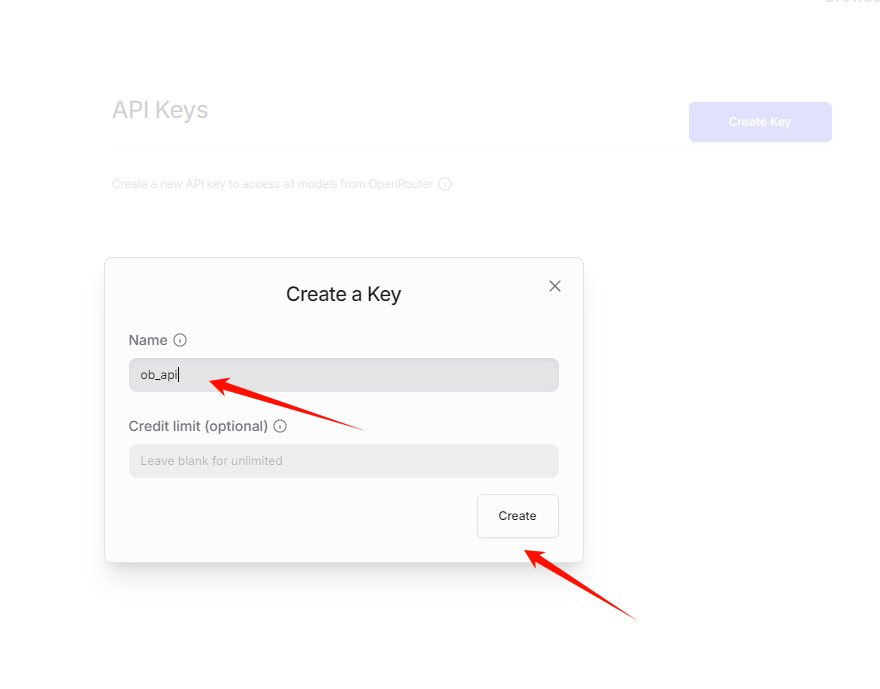 API Keys
Create Key
Create a new API key to access all models from OpenRouter
Create a Key
Name
ob_api
Credit limit (optional)
Leave blank for unlimited
Create